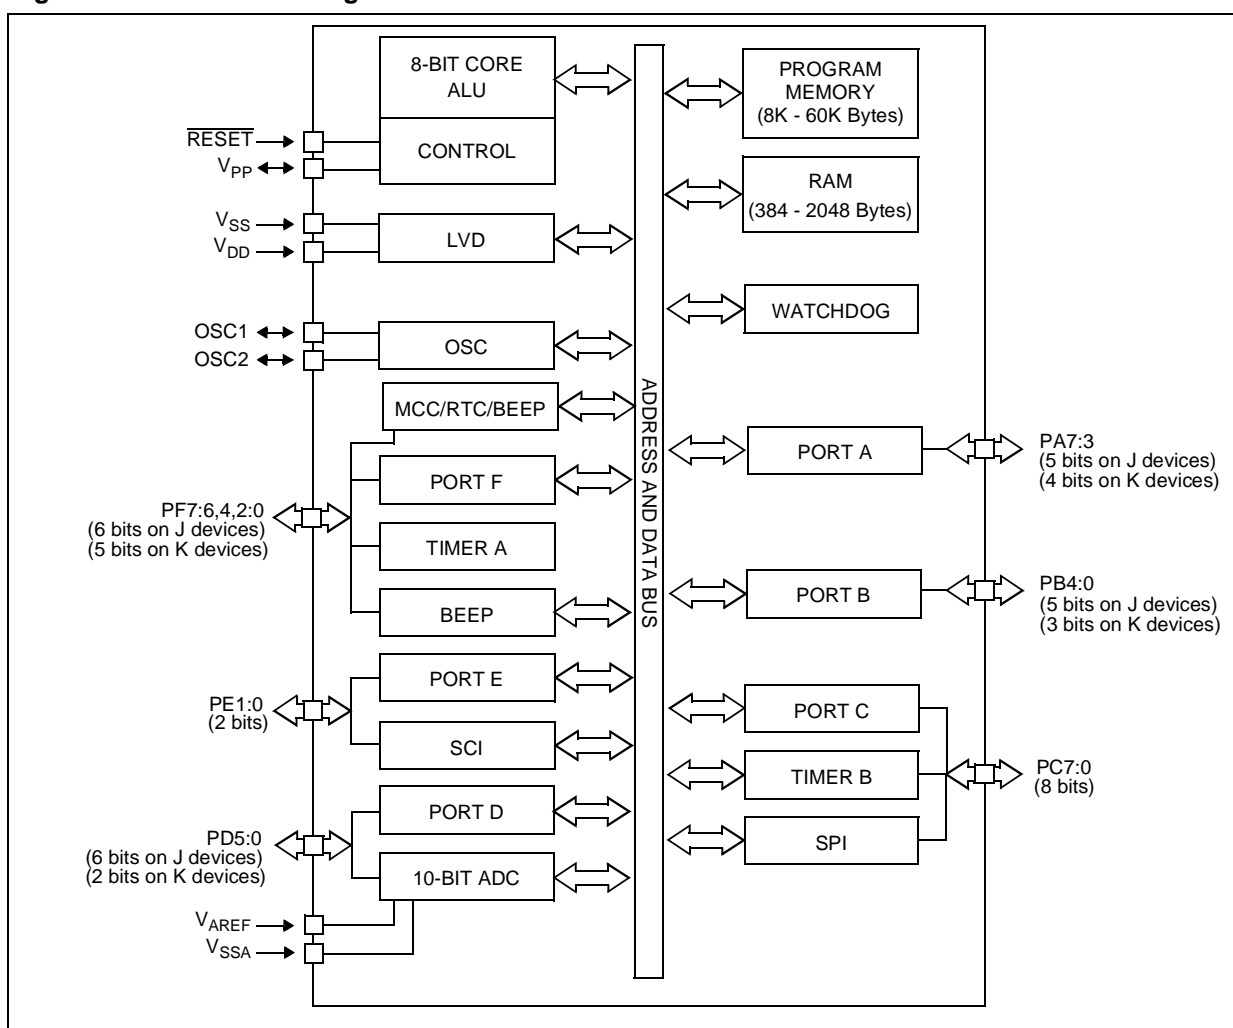 8-BIT CORE
ALU
CONTROL
RESET
VPP
VSS
VDD
LVD
OSC1
OSC2
OSC
MCC/RTC/BEEP
PORT F
PF7:6,4,2:0
(6 bits on J devices)
(5 bits on K devices)
TIMER A
BEEP
PORT E
PE1:0
(2 bits)
SCI
PORT D
PD5:0
(6 bits on J devices)
(2 bits on K devices)
10-BIT ADC
VAREF
VSSA
ADDRESS AND DATA BUS
PROGRAM
MEMORY
(8K - 60K Bytes)
RAM
(384 - 2048 Bytes)
WATCHDOG
PORT A
PA7:3
(5 bits on J devices)
(4 bits on K devices)
PORT B
PB4:0
(5 bits on J devices)
(3 bits on K devices)
PORT C
TIMER B
PC7:0
(8 bits)
SPI